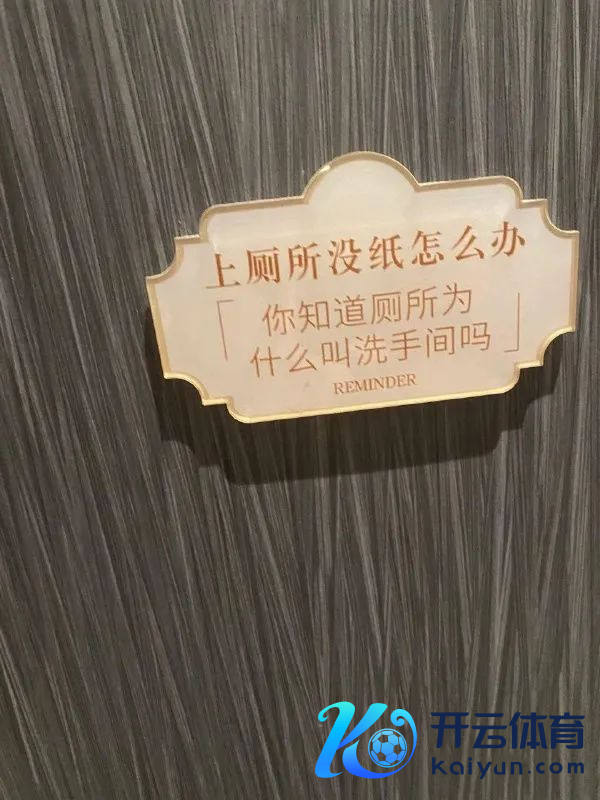 上厕所没纸怎么办
「你知道厕所为
什么叫洗手间吗」
REMINDER
开云体育
Kaiyun.com